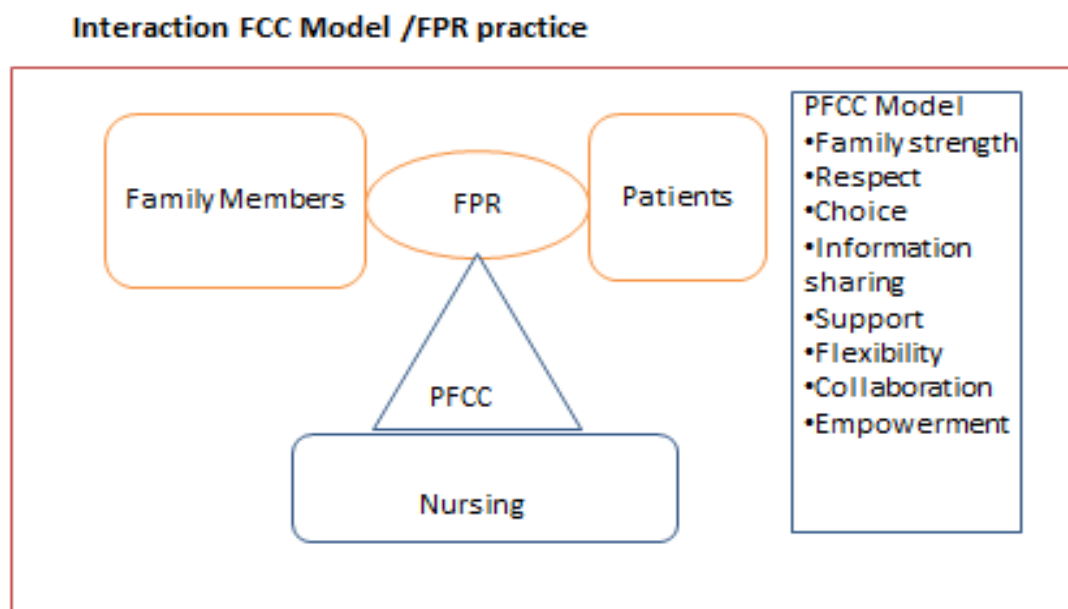 Interaction FCC Model /FPR practice
Family Members
FPR
Patients
PFCC
Nursing
PFCC Model
•Family strength
•Respect
•Choice
•Information
sharing
•Support
•Flexibility
•Collaboration
•Empowerment